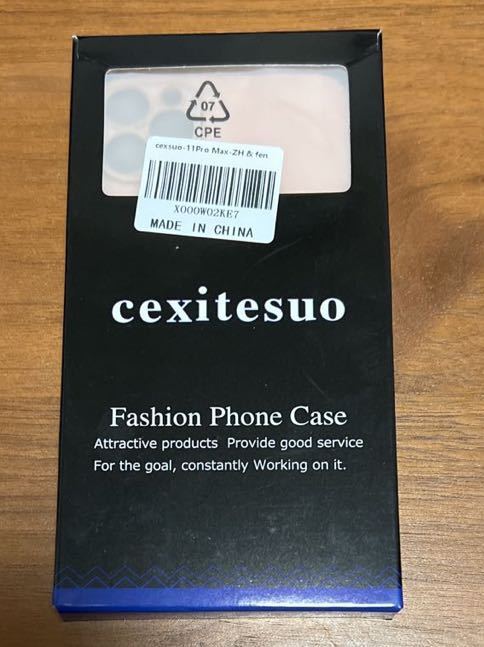 07
CPE
cexsuo-11Pro Max-ZH & fen
X000W02KE7
MADE IN CHINA
cexitesuo
Fashion Phone Case
Attractive products Provide good service
For the goal, constantly Working on it.